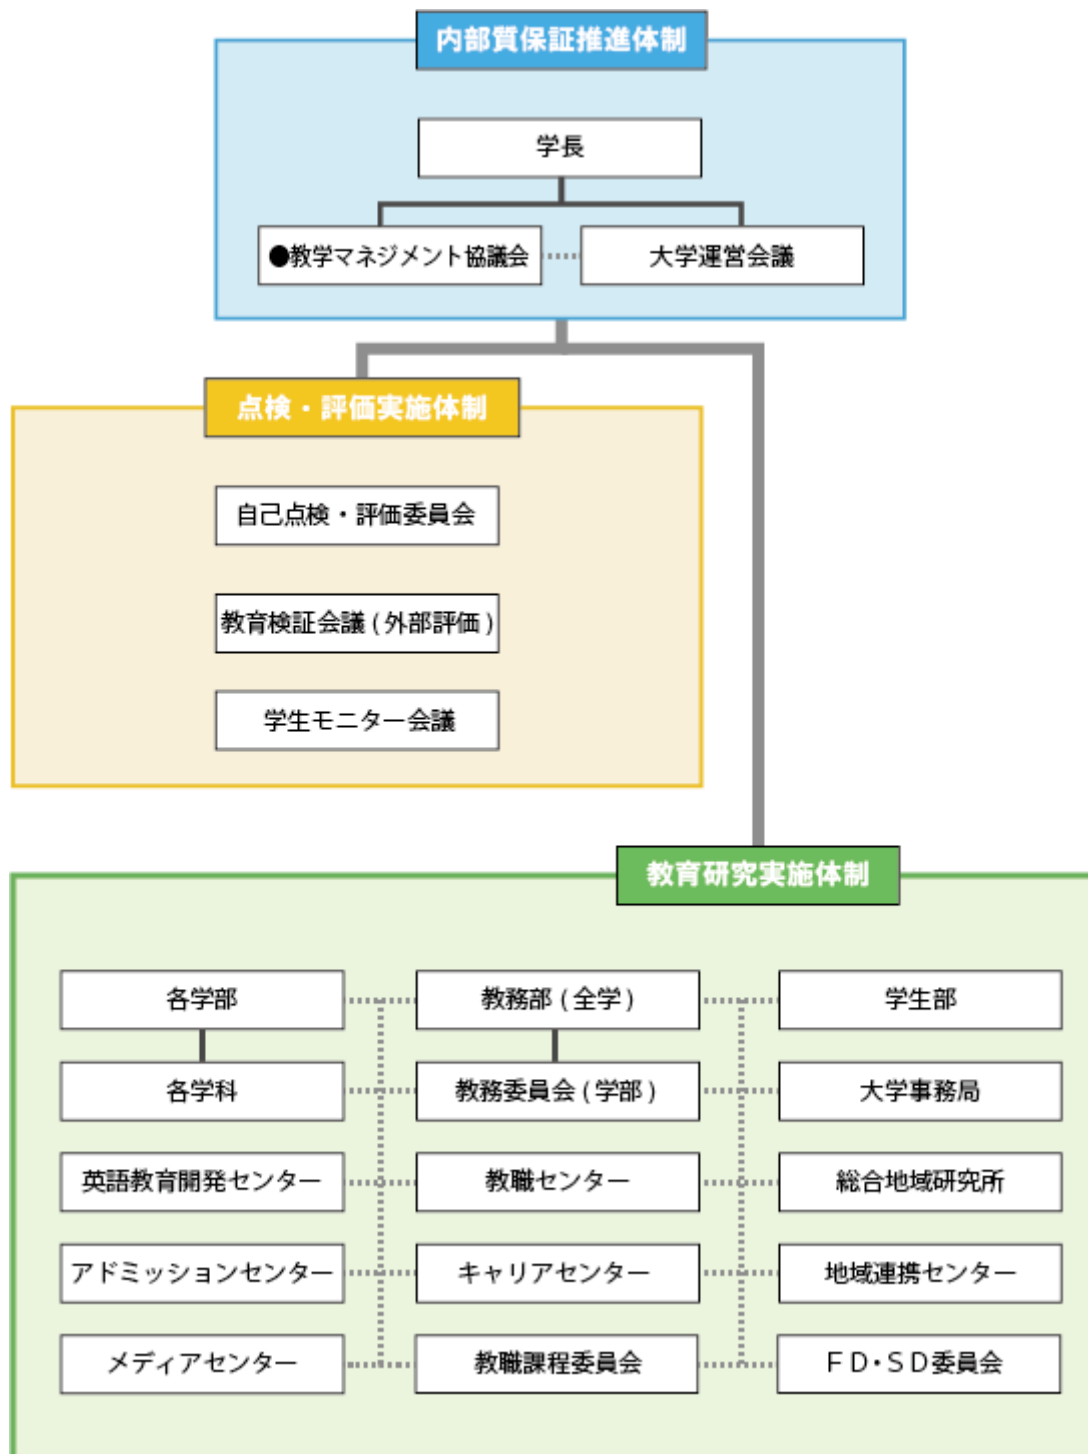 内部質保証推進体制
学長
●教学マネジメント協議会
大学運営会議
点検・評価実施体制
自己点検・評価委員会
教育検証会議 ( 外部評価 )
学生モニター会議
教育研究実施体制
各学部
教務部 ( 全学 )
学生部
各学科
教務委員会 ( 学部 )
大学事務局
英語教育開発センター
教職センター
総合地域研究所
アドミッションセンター
キャリアセンター
地域連携センター
メディアセンター
教職課程委員会
ＦＤ・ＳＤ委員会